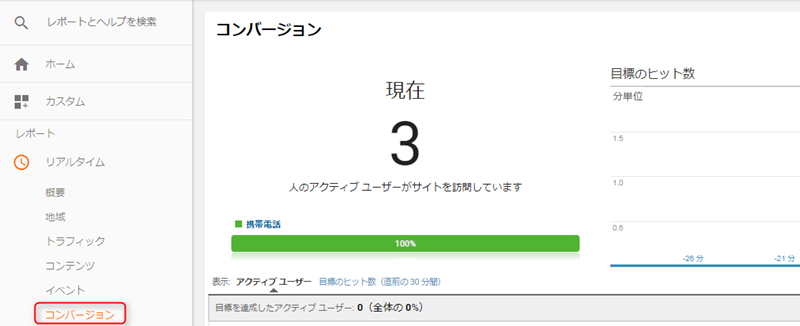 レポートとヘルプを検索
ホーム
カスタム
レポート
リアルタイム
概要
地域
トラフィック
コンテンツ
イベント
コンバージョン
コンバージョン
現在
3
人のアクティブ ユーザーがサイトを訪問しています
携帯電話
100%
表示: アクティブ ユーザー 目標のヒット数（直前の 30 分間）
目標を達成したアクティブ ユーザー: 0（全体の 0%）
目標のヒット数
分単位
1.5
1.0
0.5
-26 分
-21 分